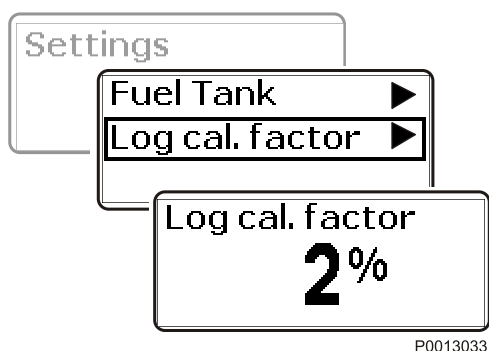 Settings
Fuel Tank
Log cal. factor
Log cal. factor
2%
P0013033